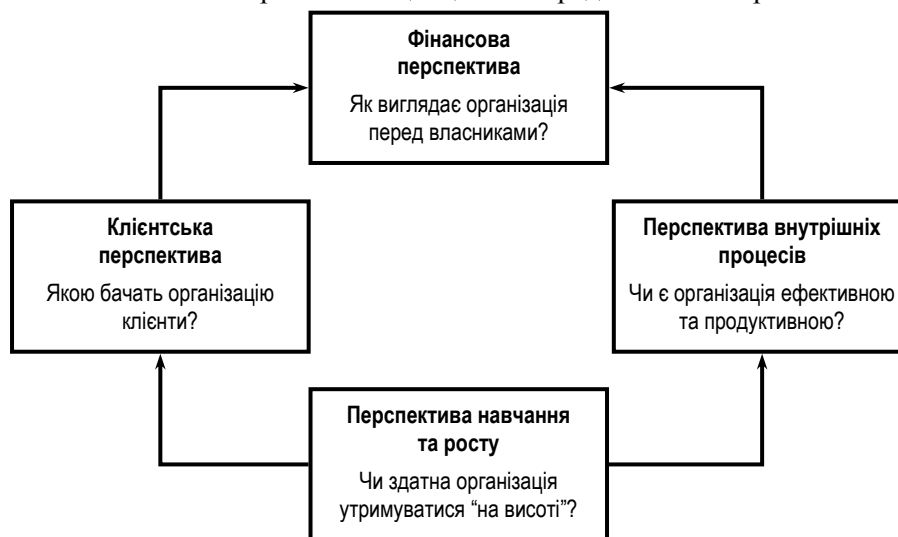 Фінансова
перспектива
Як виглядає організація
перед власниками?
Клієнтська
перспектива
Якою бачать організацію
клієнти?
Перспектива внутрішніх
процесів
Чи є організація ефективною
та продуктивною?
Перспектива навчання
та росту
Чи здатна організація
утримуватися “на висоті”?